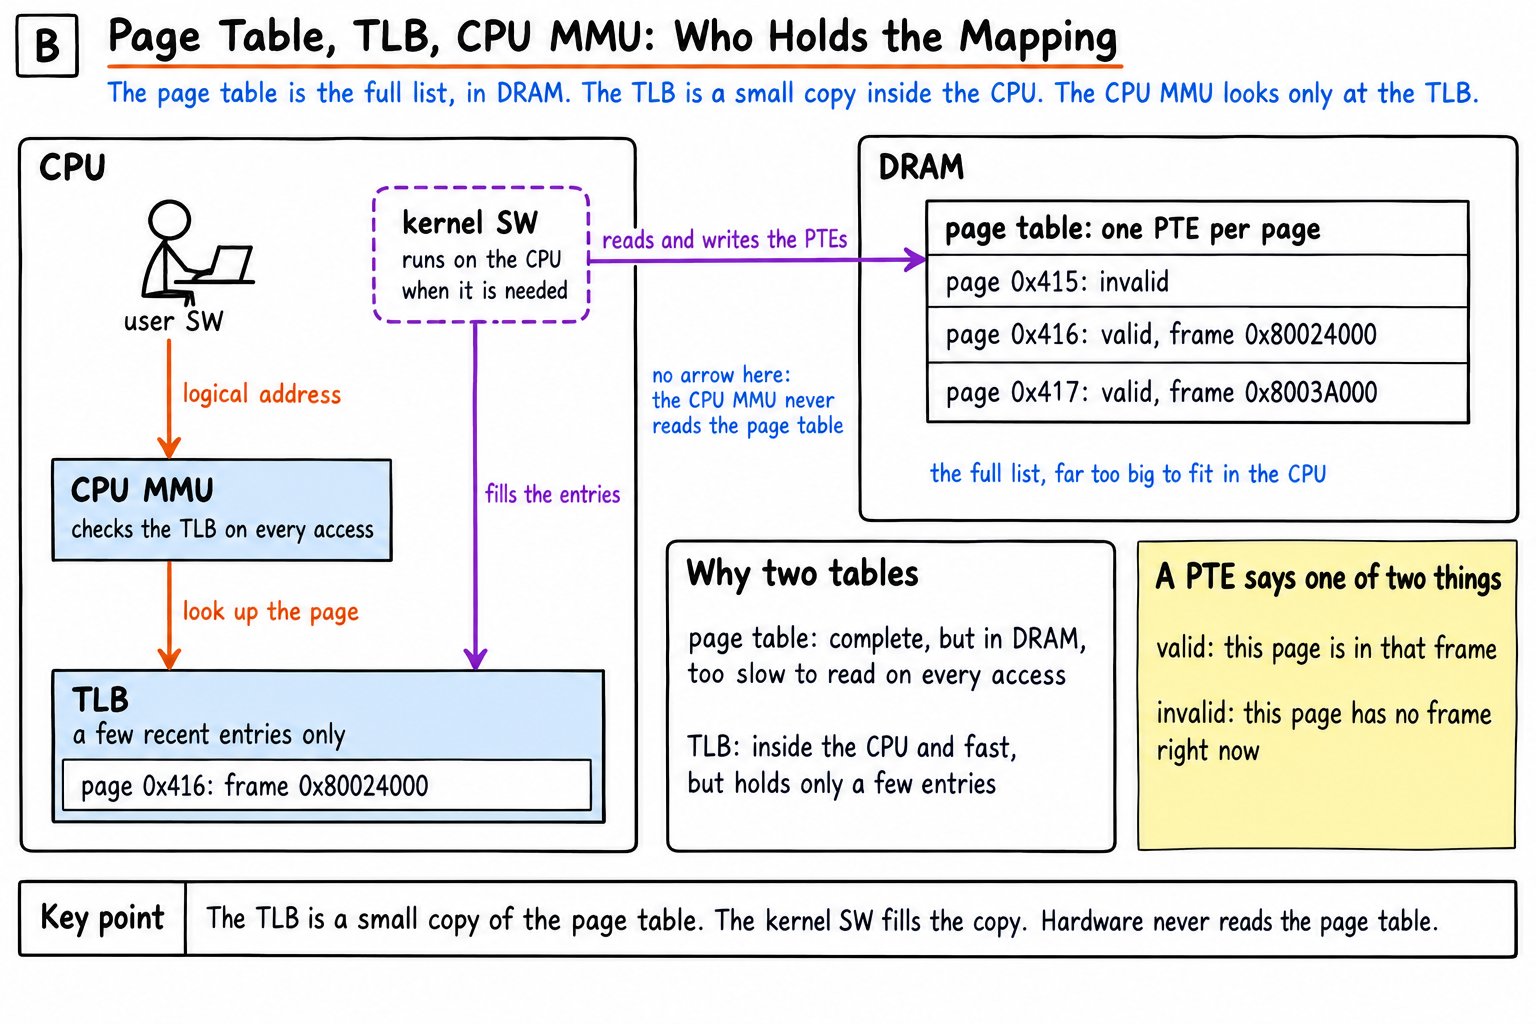 B
Page Table, TLB, CPU MMU: Who Holds the Mapping
The page table is the full list, in DRAM. The TLB is a small copy inside the CPU. The CPU MMU looks only at the TLB.
CPU
user SW
kernel SW
runs on the CPU
when it is needed
reads and writes the PTEs
logical address
CPU MMU
checks the TLB on every access
fills the entries
look up the page
TLB
a few recent entries only
page 0x416: frame 0x80024000
no arrow here:
the CPU MMU never
reads the page table
DRAM
page table: one PTE per page
page 0x415: invalid
page 0x416: valid, frame 0x80024000
page 0x417: valid, frame 0x8003A000
the full list, far too big to fit in the CPU
Why two tables
page table: complete, but in DRAM,
too slow to read on every access
TLB: inside the CPU and fast,
but holds only a few entries
A PTE says one of two things
valid: this page is in that frame
invalid: this page has no frame
right now
Key point
The TLB is a small copy of the page table. The kernel SW fills the copy. Hardware never reads the page table.